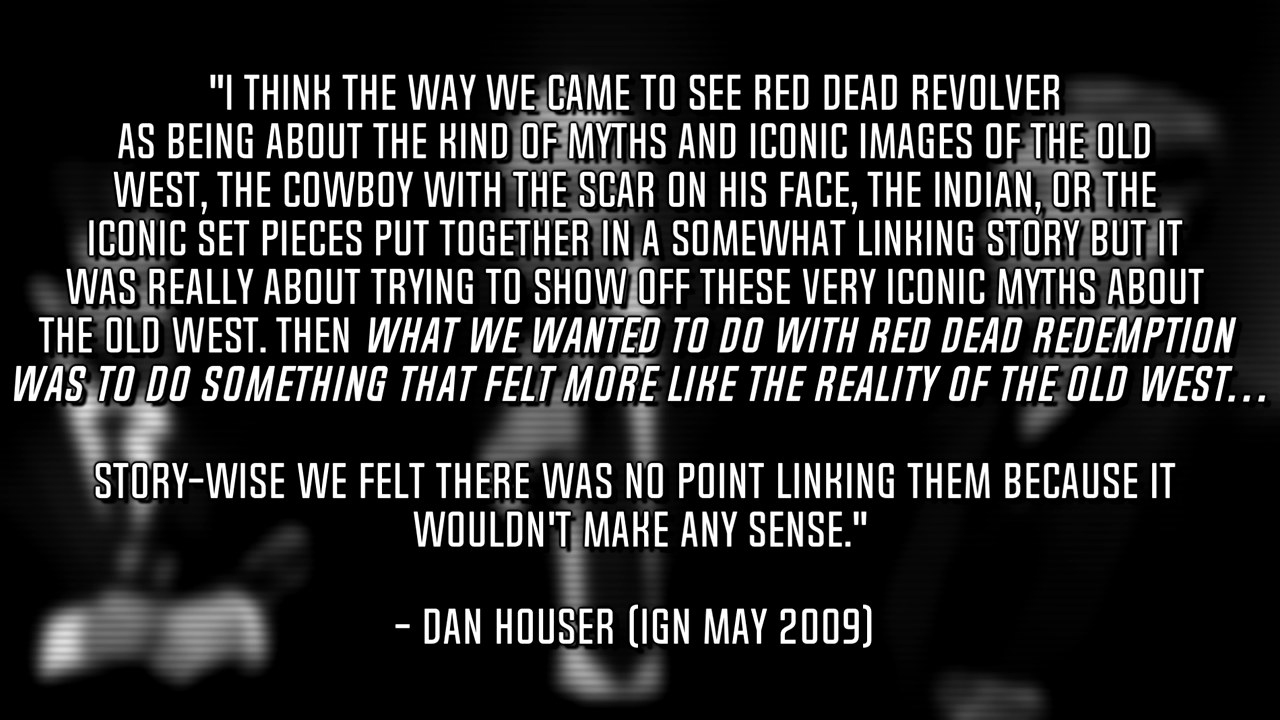 "I THINK THE WAY WE CAME TO SEE RED DEAD REVOLVER
AS BEING ABOUT THE KIND OF MYTHS AND ICONIC IMAGES OF THE OLD
WEST, THE COWBOY WITH THE SCAR ON HIS FACE, THE INDIAN, OR THE
ICONIC SET PIECES PUT TOGETHER IN A SOMEWHAT LINKING STORY BUT IT
WAS REALLY ABOUT TRYING TO SHOW OFF THESE VERY ICONIC MYTHS ABOUT
THE OLD WEST. THEN WHAT WE WANTED TO DO WITH RED DEAD REDEMPTION
WAS TO DO SOMETHING THAT FELT MORE LIKE THE REALITY OF THE OLD WEST...
STORY-WISE WE FELT THERE WAS NO POINT LINKING THEM BECAUSE IT
WOULDN'T MAKE ANY SENSE."
- DAN HOUSER (IGN MAY 2009)